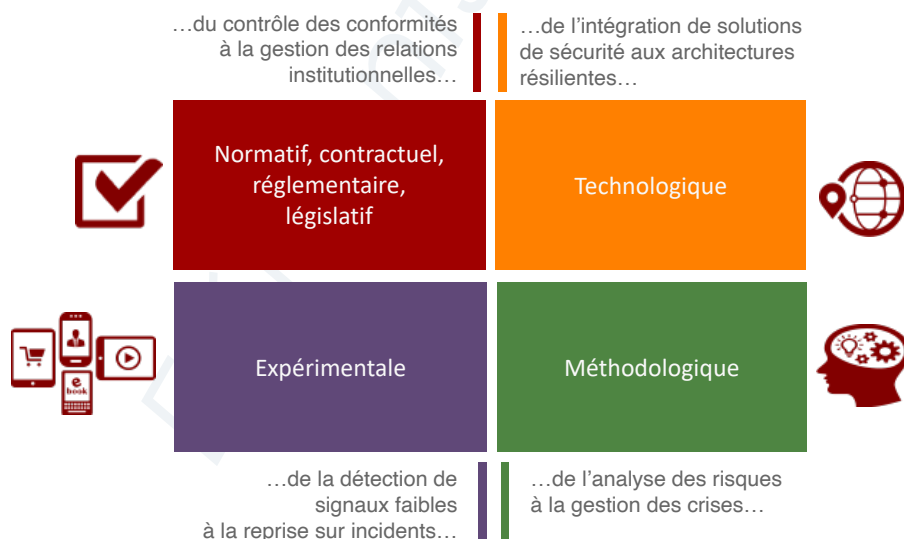 …du contrôle des conformités
à la gestion des relations
institutionnelles…
…de l’intégration de solutions
de sécurité aux architectures
résilientes…
Normatif, contractuel,
réglementaire,
législatif
Technologique
Expérimentale
Méthodologique
e
book
…de la détection de
signaux faibles
à la reprise sur incidents…
…de l’analyse des risques
à la gestion des crises…